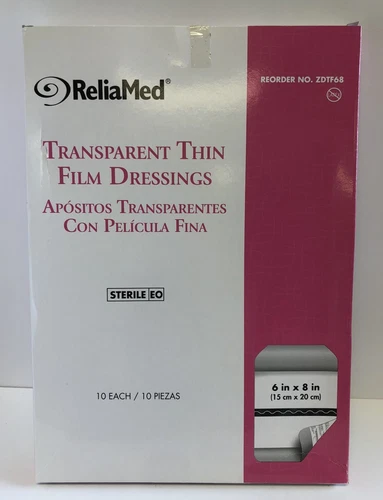 ReliaMed®
REORDER NO. ZDTF68
TRANSPARENT THIN
FILM DRESSINGS
APÓSITOS TRANSPARENTES
CON PELÍCULA FINA
STERILE EO
10 EACH / 10 PIEZAS
6 in x 8 in
(15 cm x 20 cm)